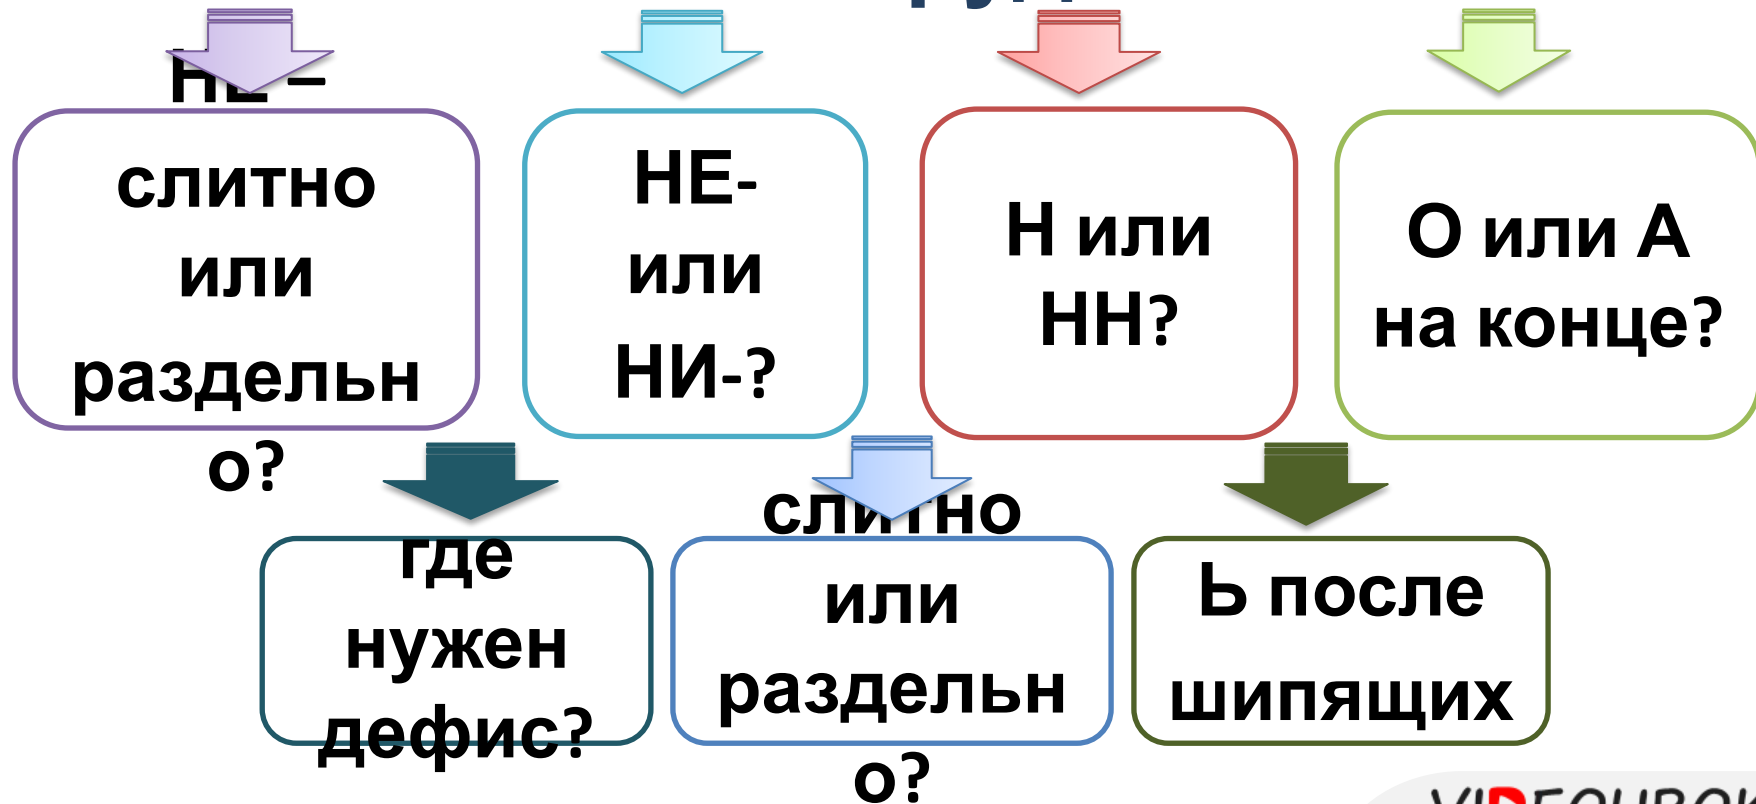 НЕ –
слитно
или
раздельн
о?
НЕ-
или
НИ-?
Н или
НН?
О или А
на конце?
где
нужен
дефис?
слитно
или
раздельн
о?
Ь после
шипящих